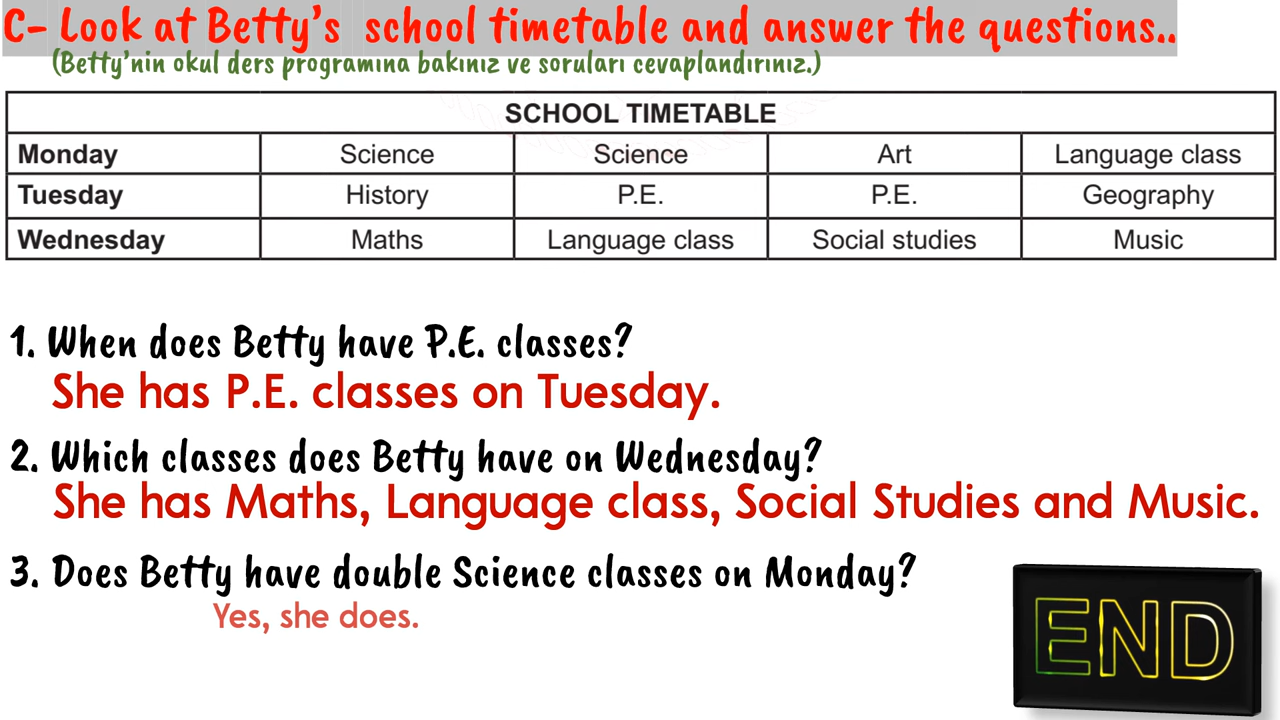 C- Look at Betty's school timetable and answer the questions..
(Betty'nin okul ders programına bakınız ve soruları cevaplandırınız.)
SCHOOL TIMETABLE
Monday Science Science Art Language class
Tuesday History P.E. P.E. Geography
Wednesday Maths Language class Social studies Music
1. When does Betty have P.E. classes?
She has P.E. classes on Tuesday.
2. Which classes does Betty have on Wednesday?
She has Maths, Language class, Social Studies and Music.
3. Does Betty have double Science classes on Monday?
Yes, she does.
END